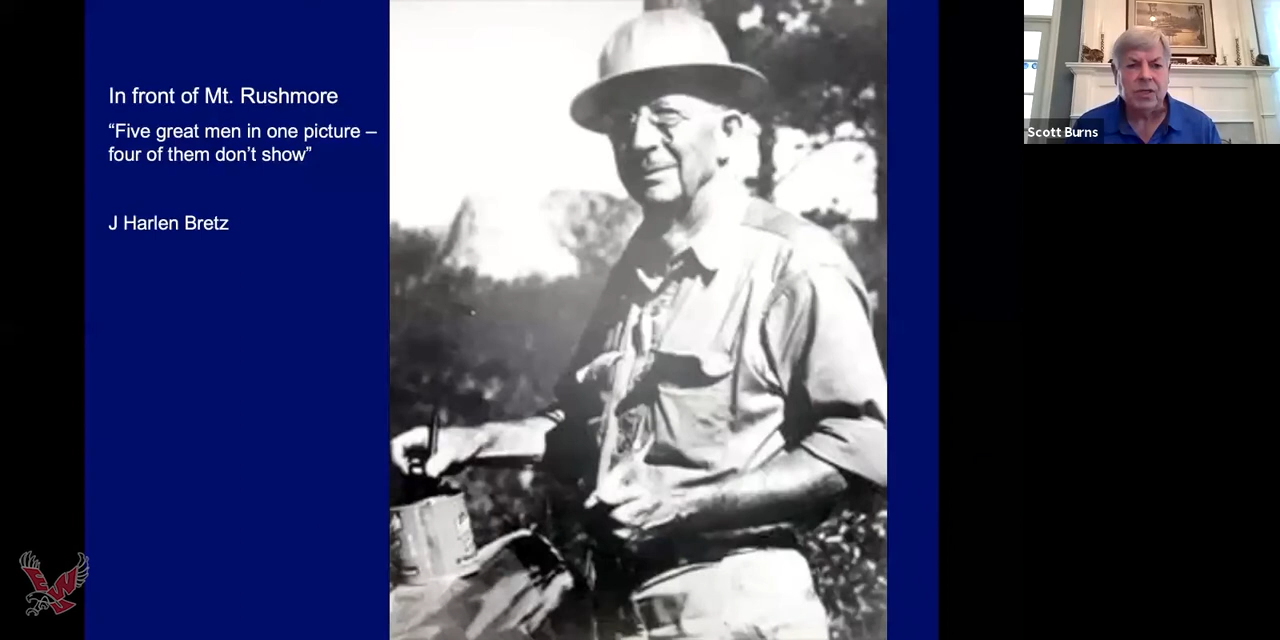 In front of Mt. Rushmore
“Five great men in one picture –
four of them don’t show”
J Harlen Bretz
Scott Burns